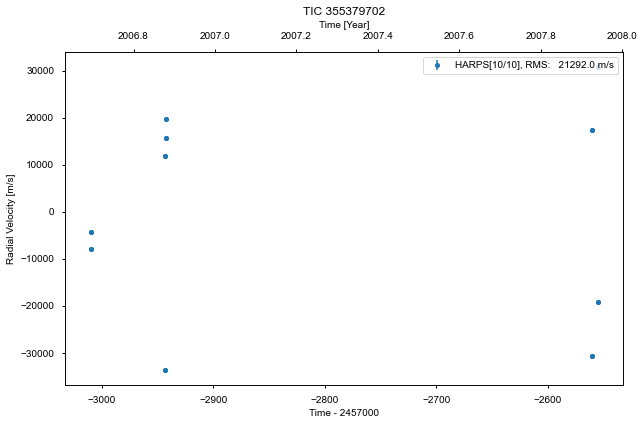 TIC 355379702
Time [Year]
2006.8 2007.0 2007.2 2007.4 2007.6 2007.8 2008.0
HARPS[10/10], RMS: 21292.0 m/s
30000
20000
10000
0
−10000
−20000
−30000
Radial Velocity [m/s]
−3000 −2900 −2800 −2700 −2600
Time - 2457000